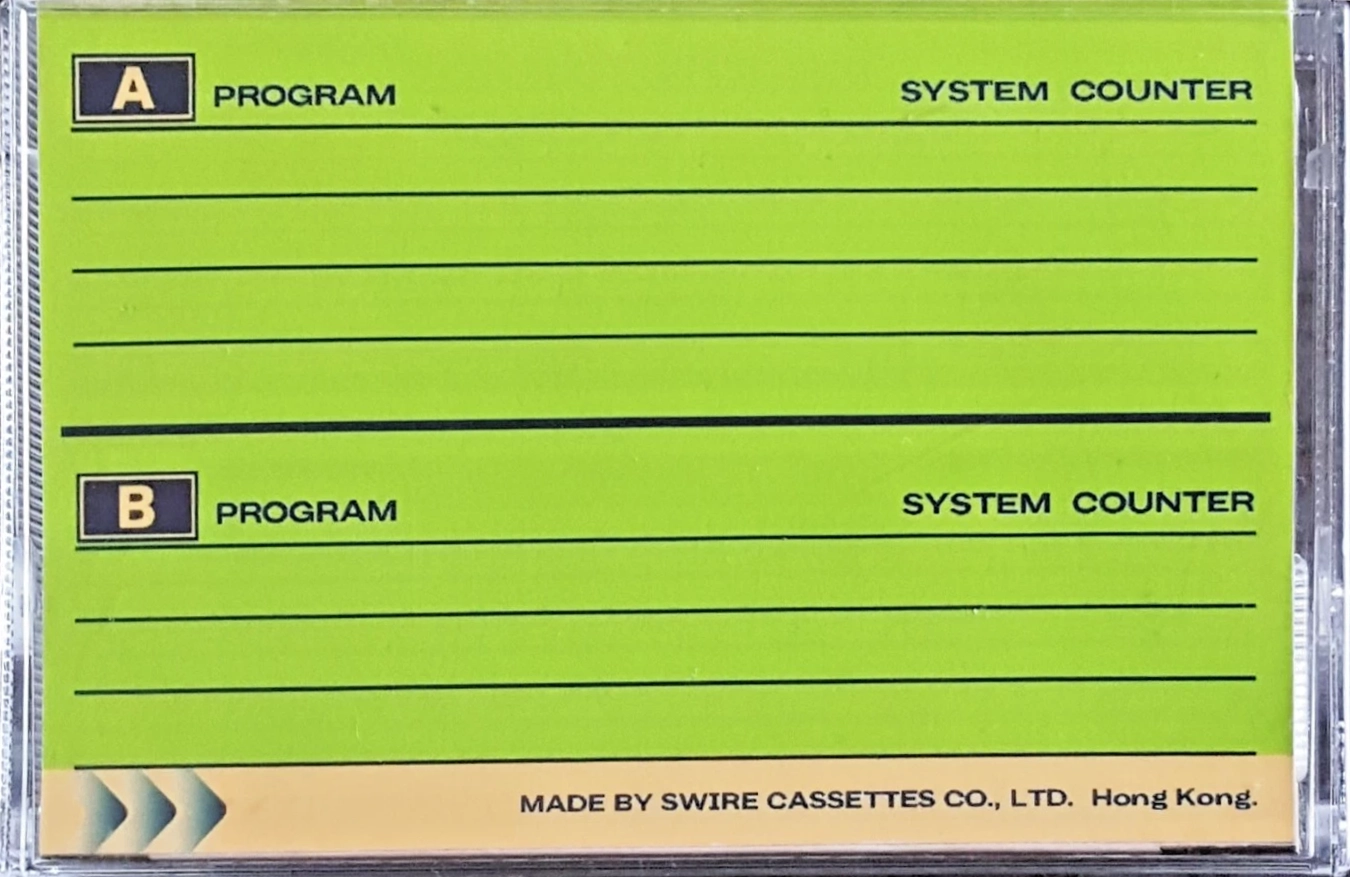 A PROGRAM SYSTEM COUNTER
B PROGRAM SYSTEM COUNTER
MADE BY SWIRE CASSETTES CO., LTD. Hong Kong.